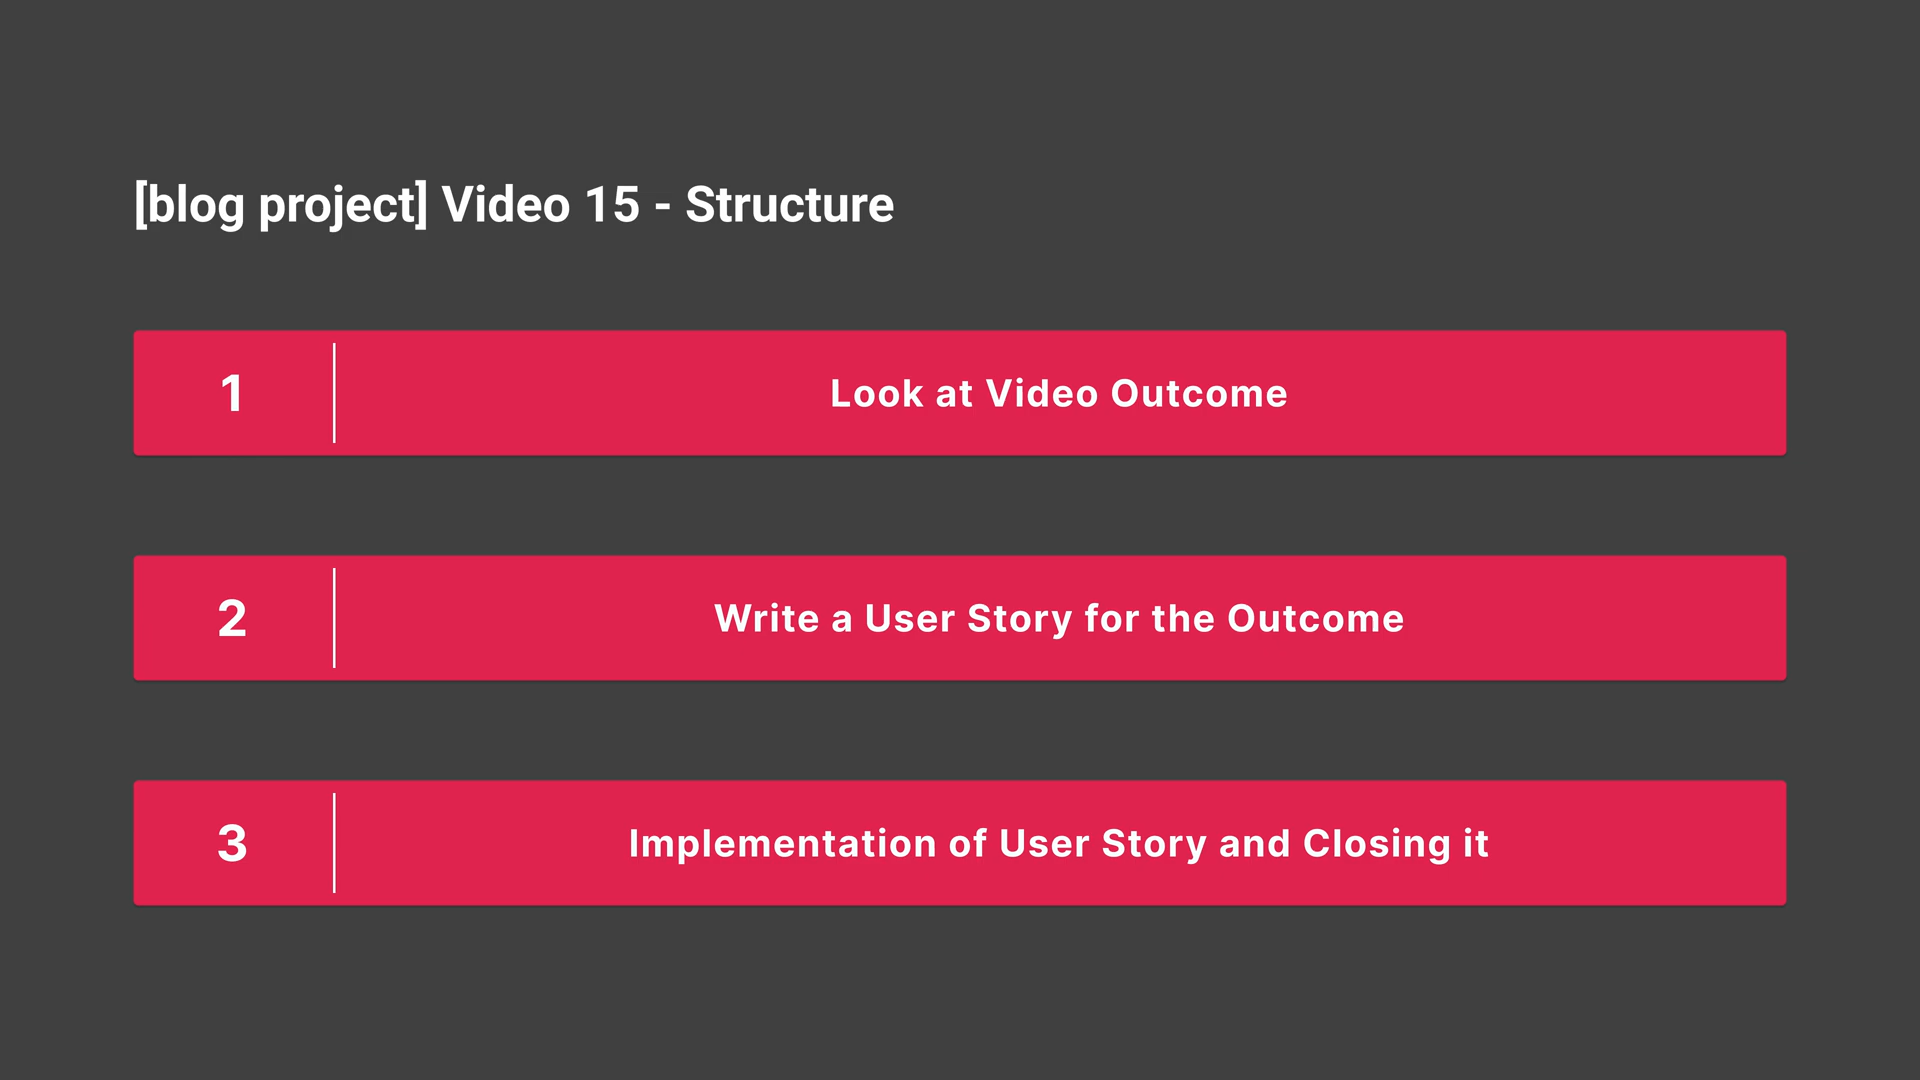 [blog project] Video 15 - Structure
1 Look at Video Outcome
2 Write a User Story for the Outcome
3 Implementation of User Story and Closing it